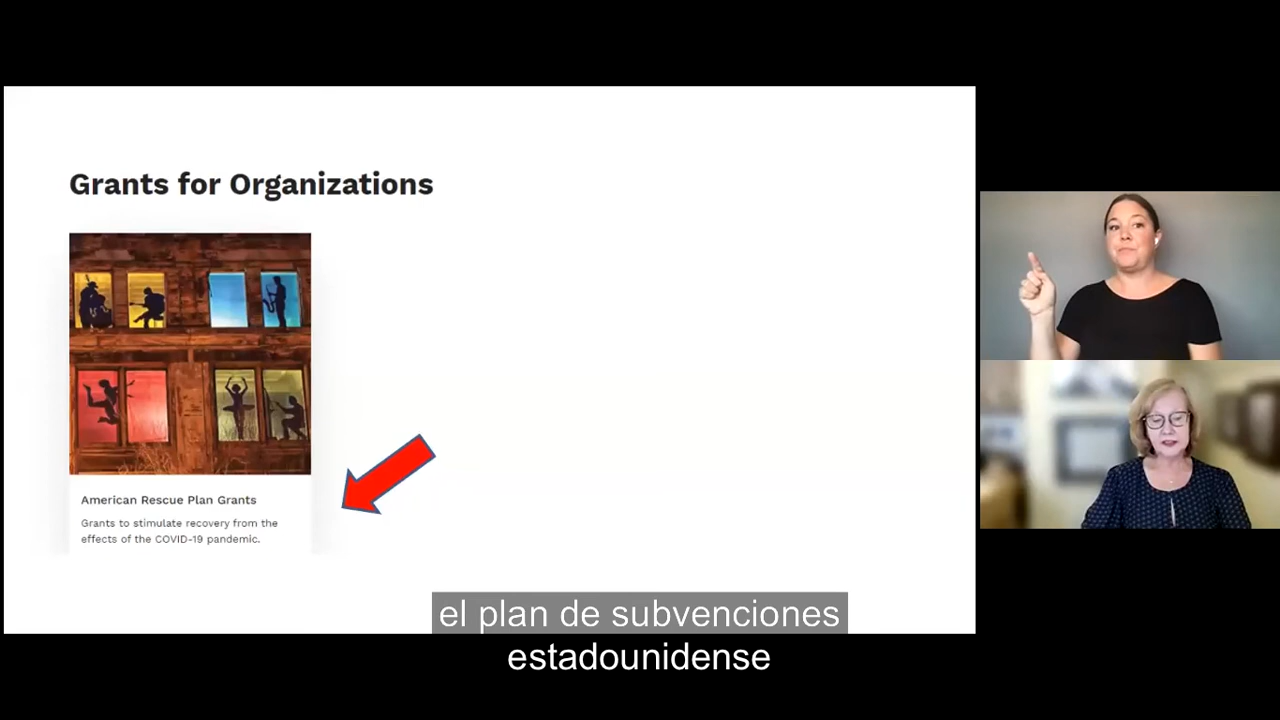 Grants for Organizations
American Rescue Plan Grants
Grants to stimulate recovery from the
effects of the COVID-19 pandemic.
el plan de subvenciones
estadounidense